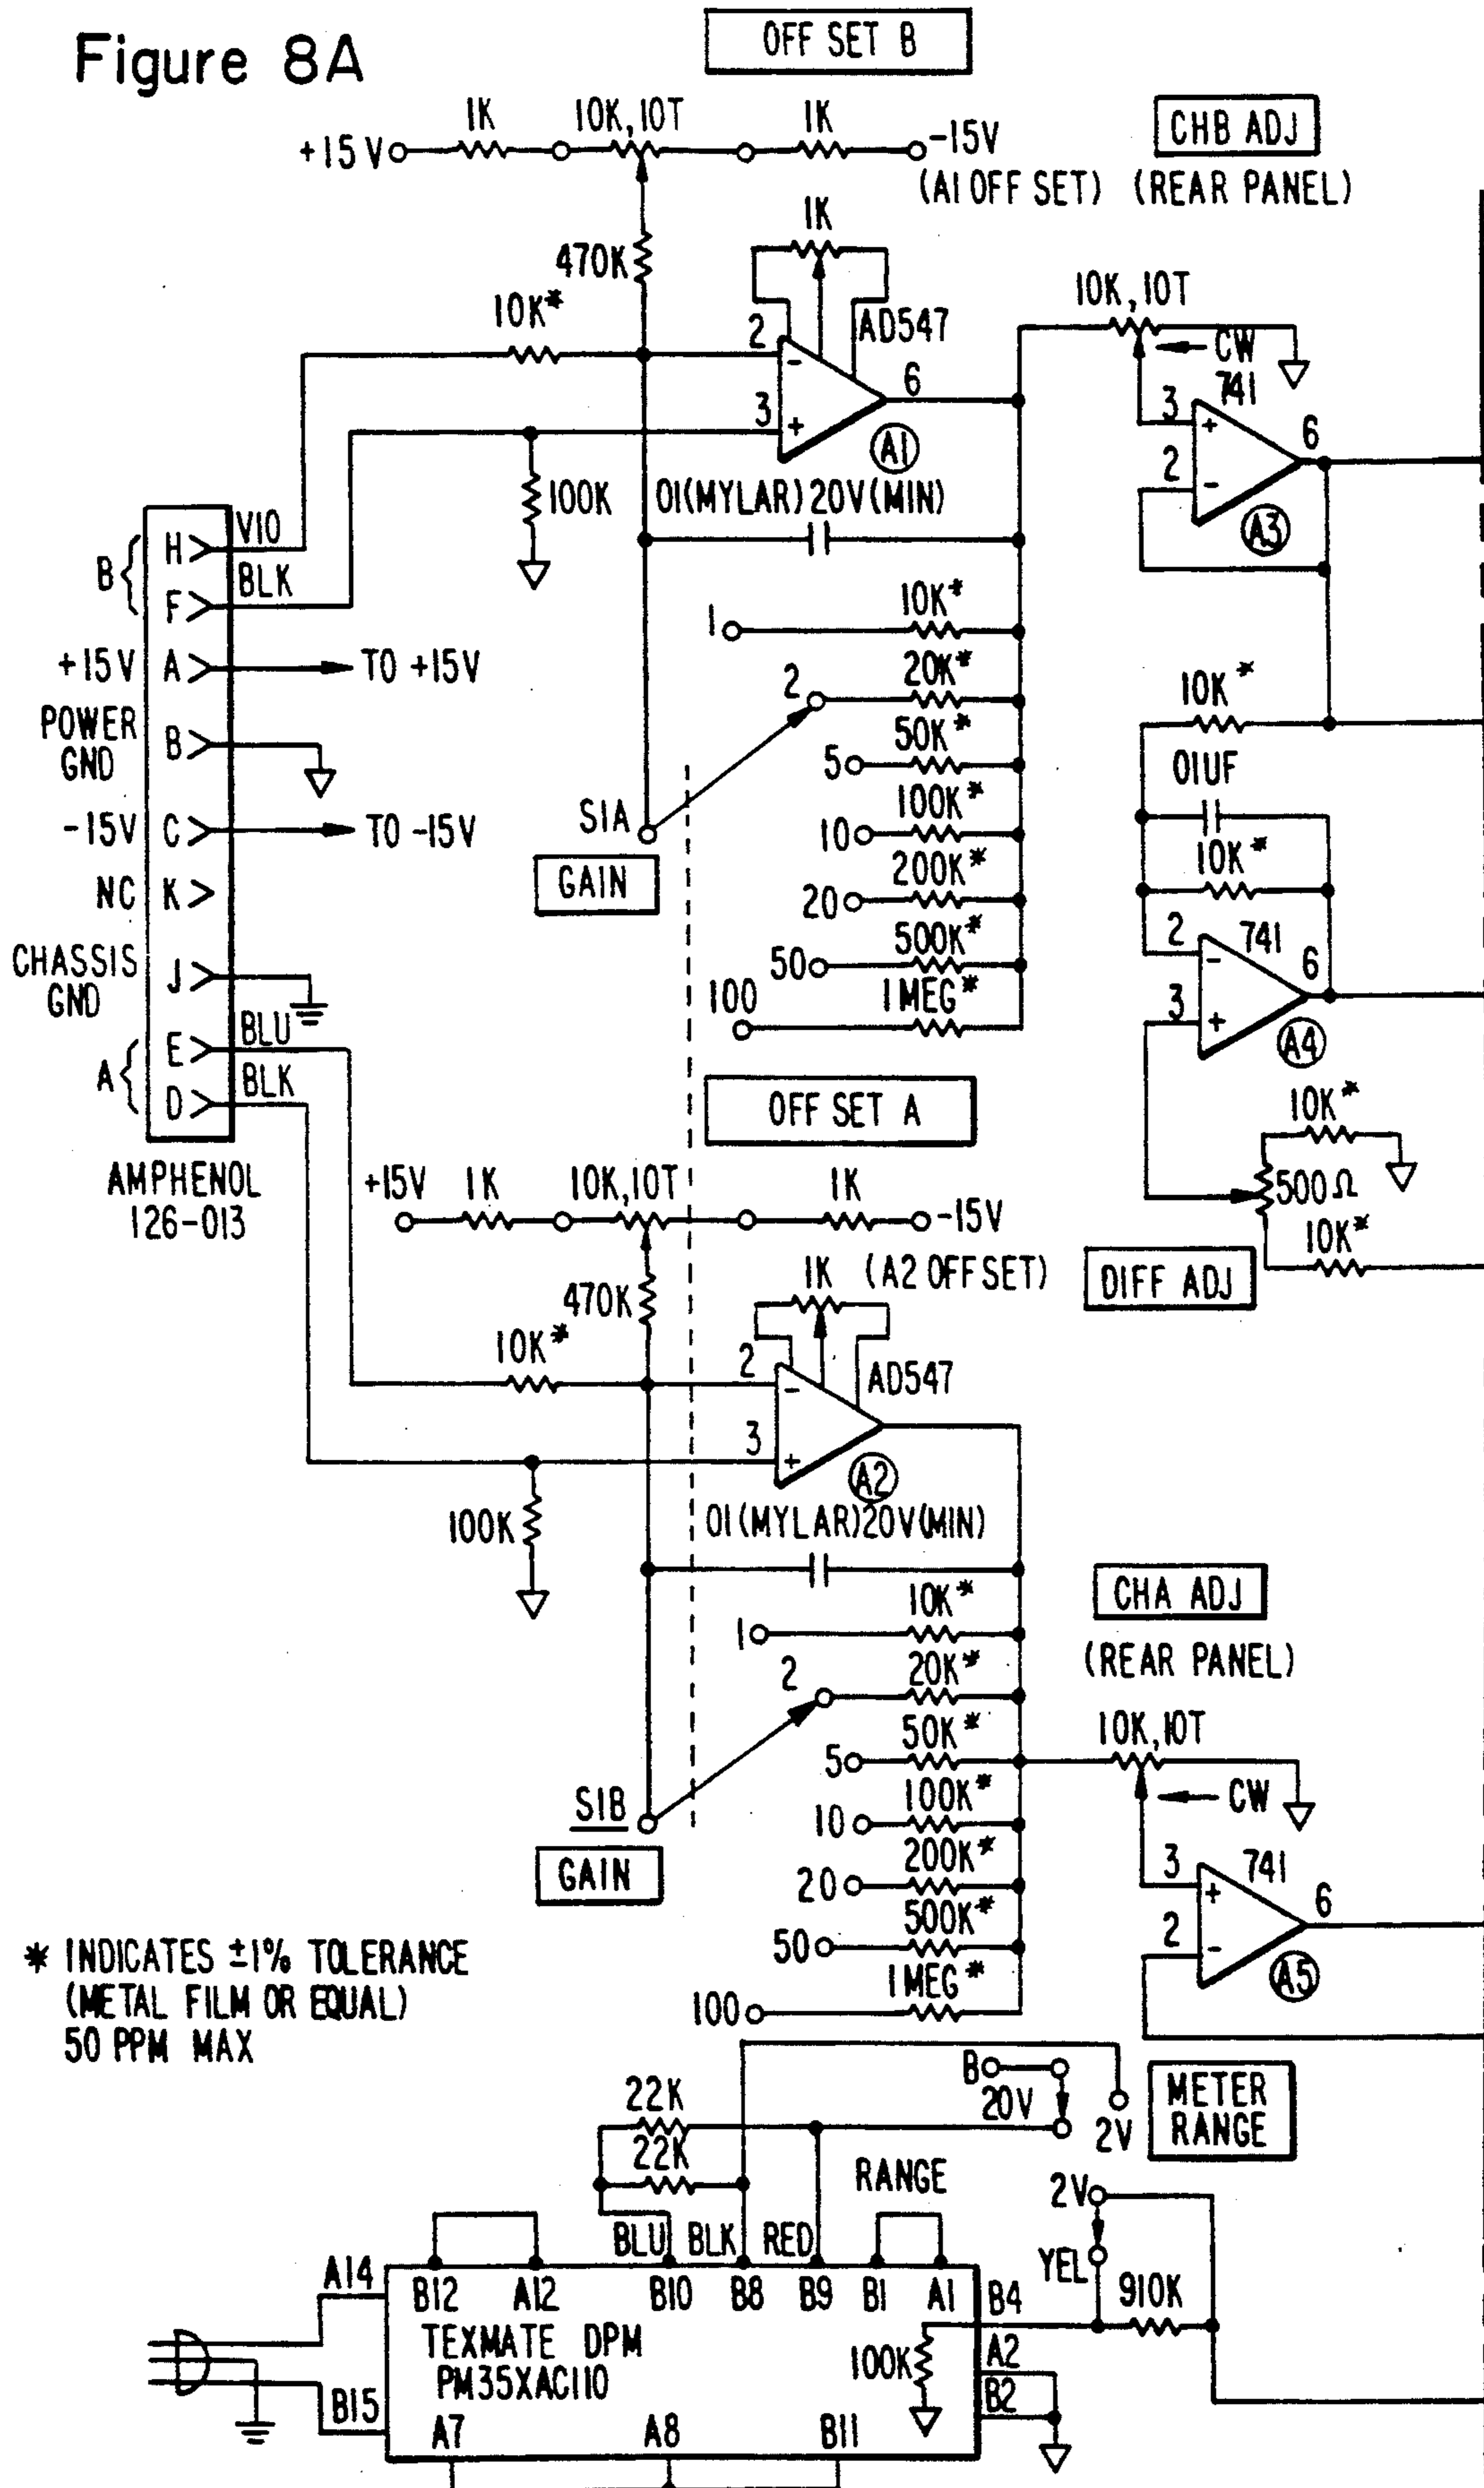 Figure 8A
OFF SET B
+15V
1K
10K,10T
1K
-15V
(A1 OFF SET)
CHB ADJ
(REAR PANEL)
1K
470K
10K*
2
-
AD547
6
3
+
A1
100K
01(MYLAR)20V(MIN)
10K,10T
CW
741
3
+
6
2
-
A3
B
H
VIO
BLK
F
+15V
A
TO +15V
POWER
GND
B
-15V
C
TO -15V
NC
K
CHASSIS
GND
J
A
E
BLU
BLK
D
AMPHENOL
126-013
1
10K*
2
20K*
5
50K*
10
100K*
20
200K*
50
500K*
100
1MEG*
S1A
GAIN
10K*
01UF
10K*
2
741
-
6
3
+
A4
10K*
500Ω
10K*
DIFF ADJ
OFF SET A
+15V
1K
10K,10T
1K
-15V
1K
(A2 OFFSET)
470K
10K*
2
-
AD547
3
+
A2
100K
01(MYLAR)20V(MIN)
1
10K*
2
20K*
5
50K*
10
100K*
20
200K*
50
500K*
100
1MEG*
S1B
GAIN
CHA ADJ
(REAR PANEL)
10K,10T
CW
3
741
+
6
2
-
A5
* INDICATES ±1% TOLERANCE
(METAL FILM OR EQUAL)
50 PPM MAX
B
20V
2V
METER
RANGE
22K
22K
RANGE
BLU
BLK
RED
2V
YEL
910K
A14
B12
A12
B10
B8
B9
B1
A1
B4
TEXMATE DPM
PM35XAC110
100K
A2
B2
B15
A7
A8
B11